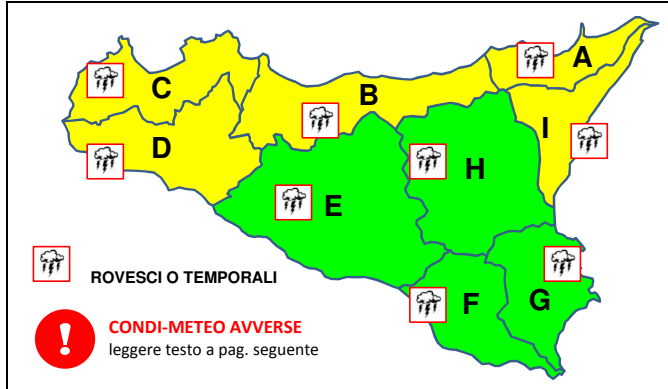 A
C
B
I
D
H
E
F
G
ROVESCI O TEMPORALI
!
CONDI-METEO AVVERSE
leggere testo a pag. seguente